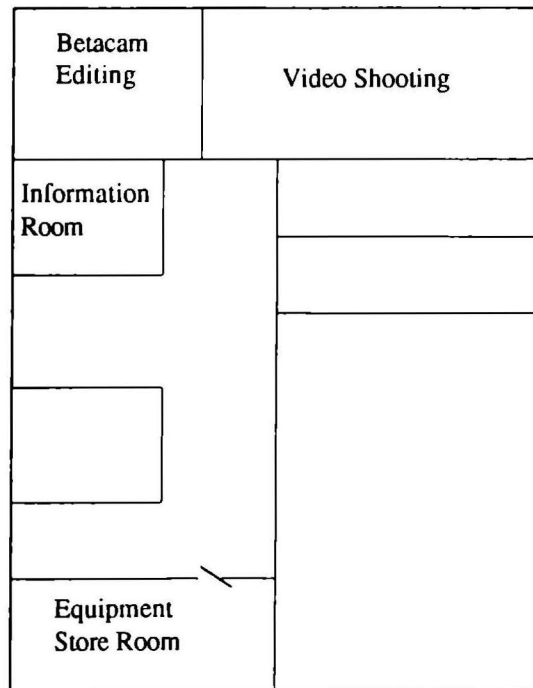 Betacam
Editing
Video Shooting
Information
Room
Equipment
Store Room